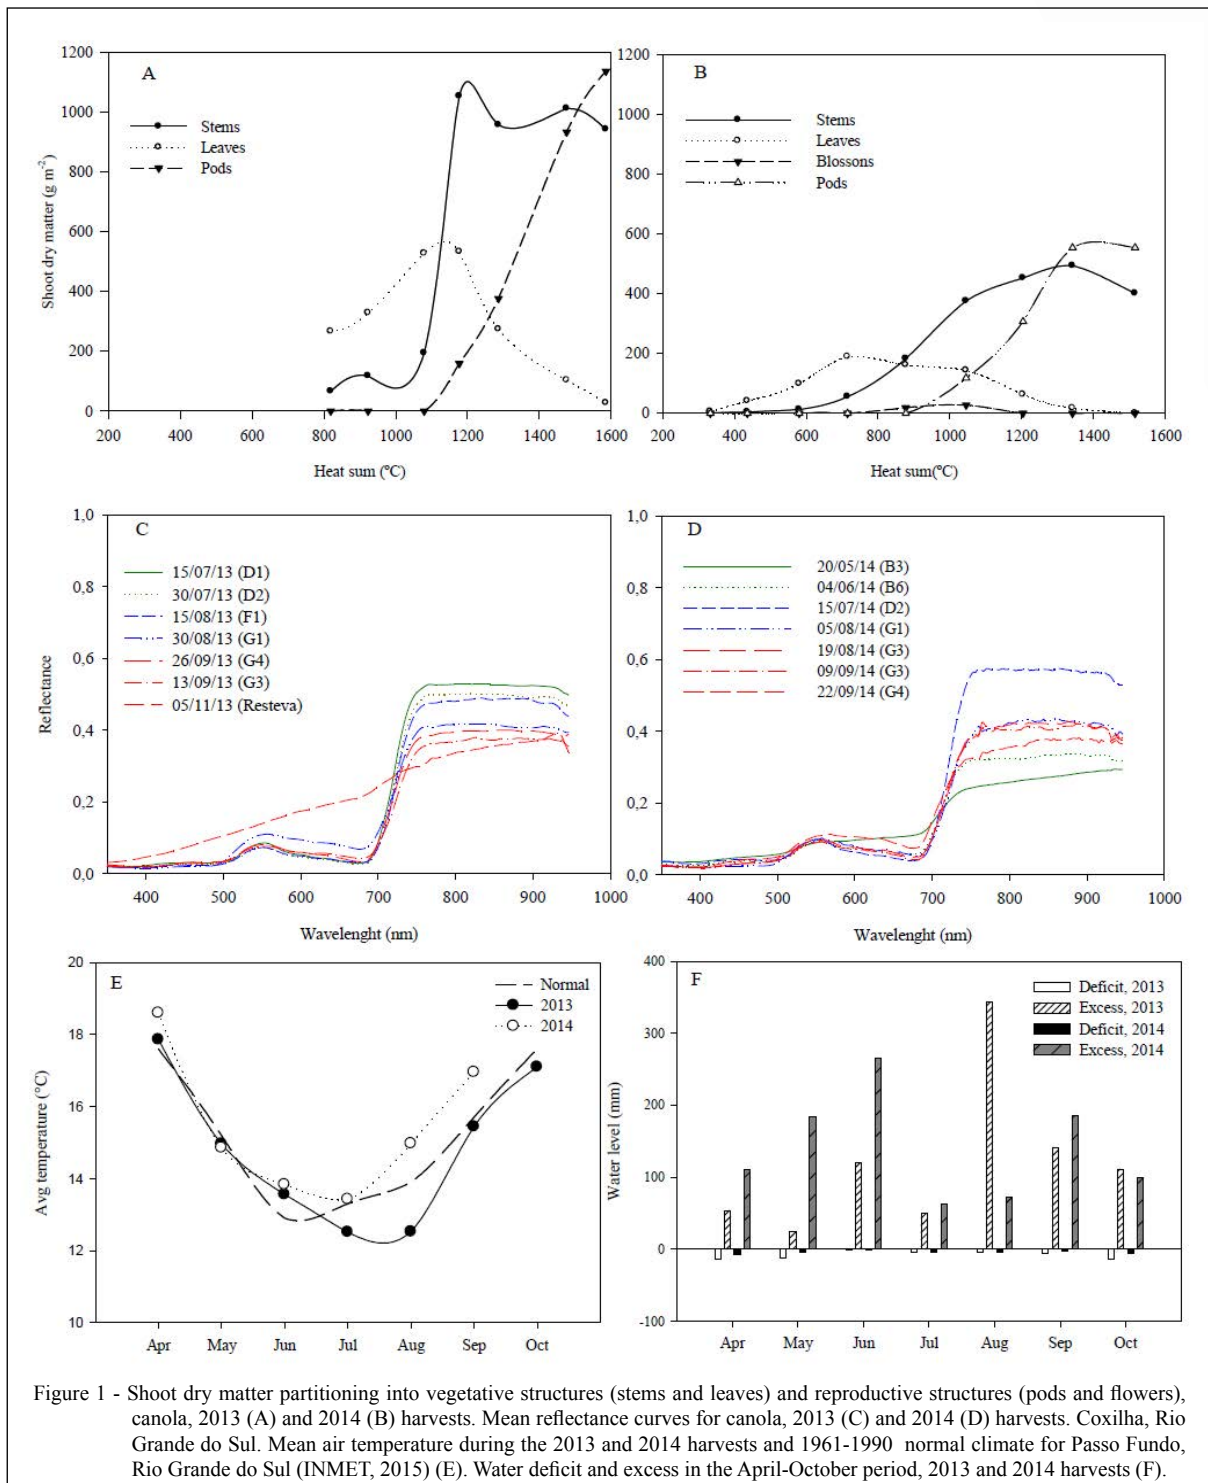 A
1200
1000
800
600
400
200
0
Shoot dry matter (g m-2)
Stems
Leaves
Pods
200 400 600 800 1000 1200 1400 1600
Heat sum (ºC)
B
1200
1000
800
600
400
200
0
Stems
Leaves
Blossons
Pods
200 400 600 800 1000 1200 1400 1600
Heat sum(ºC)
C
1,0
0,8
0,6
0,4
0,2
0,0
Reflectance
15/07/13 (D1)
30/07/13 (D2)
15/08/13 (F1)
30/08/13 (G1)
26/09/13 (G4)
13/09/13 (G3)
05/11/13 (Resteva)
400 500 600 700 800 900 1000
Wavelenght (nm)
D
1,0
0,8
0,6
0,4
0,2
0,0
20/05/14 (B3)
04/06/14 (B6)
15/07/14 (D2)
05/08/14 (G1)
19/08/14 (G3)
09/09/14 (G3)
22/09/14 (G4)
400 500 600 700 800 900 1000
Wavelenght (nm)
E
20
18
16
14
12
10
Avg temperature (°C)
Normal
2013
2014
Apr May Jun Jul Aug Sep Oct
F
400
300
200
100
0
-100
Water level (mm)
Deficit, 2013
Excess, 2013
Deficit, 2014
Excess, 2014
Apr May Jun Jul Aug Sep Oct
Figure 1 - Shoot dry matter partitioning into vegetative structures (stems and leaves) and reproductive structures (pods and flowers),
canola, 2013 (A) and 2014 (B) harvests. Mean reflectance curves for canola, 2013 (C) and 2014 (D) harvests. Coxilha, Rio
Grande do Sul. Mean air temperature during the 2013 and 2014 harvests and 1961-1990 normal climate for Passo Fundo,
Rio Grande do Sul (INMET, 2015) (E). Water deficit and excess in the April-October period, 2013 and 2014 harvests (F).